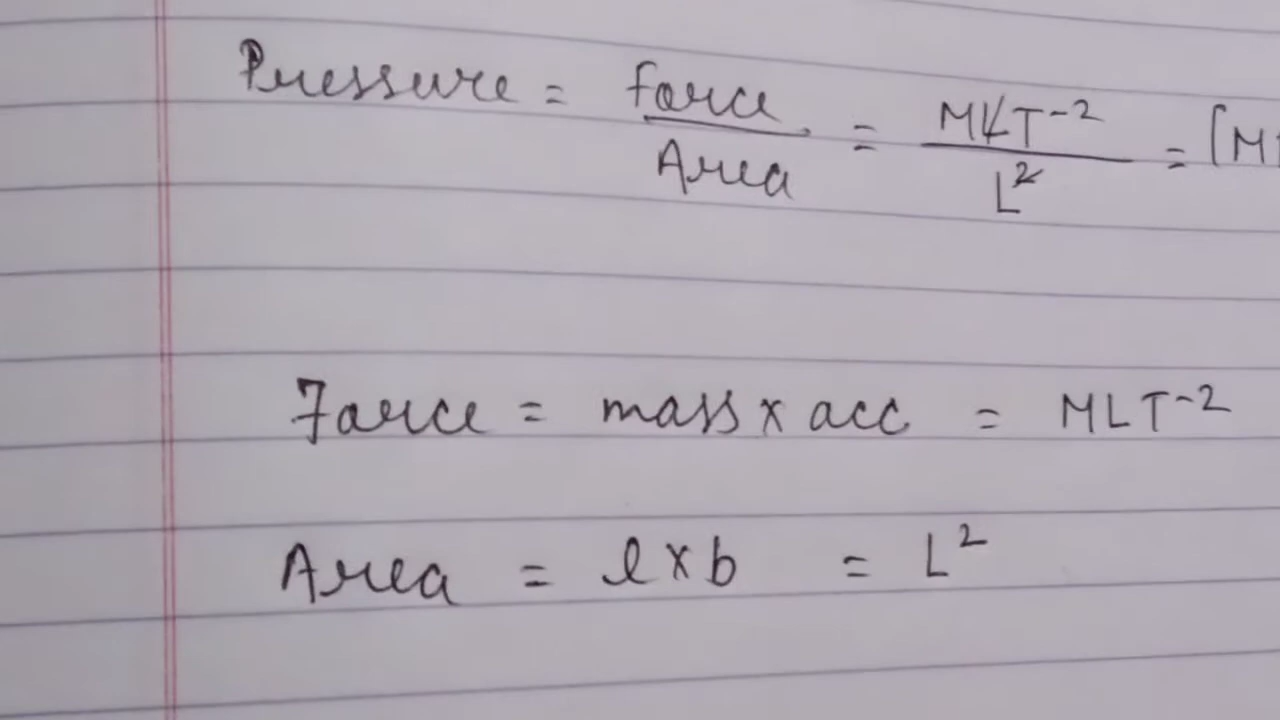 Pressure = force / Area = MLT⁻² / L² = [M
Force = mass x acc = MLT⁻²
Area = l x b = L²